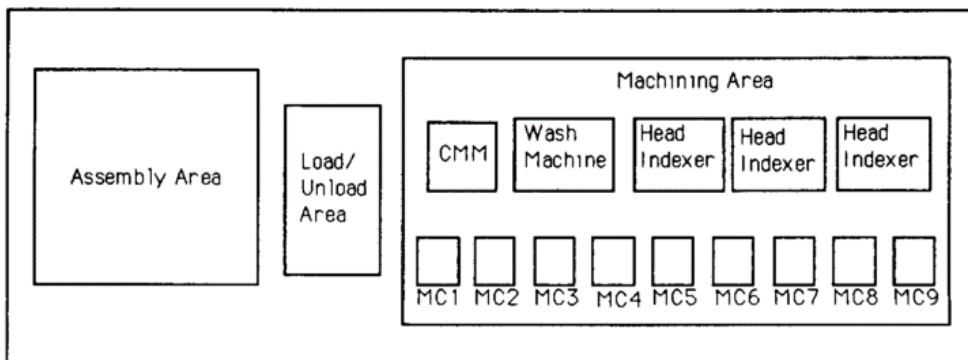 Machining Area
Assembly Area
Load/
Unload
Area
CMM
Wash
Machine
Head
Indexer
Head
Indexer
Head
Indexer
MC1 MC2 MC3 MC4 MC5 MC6 MC7 MC8 MC9